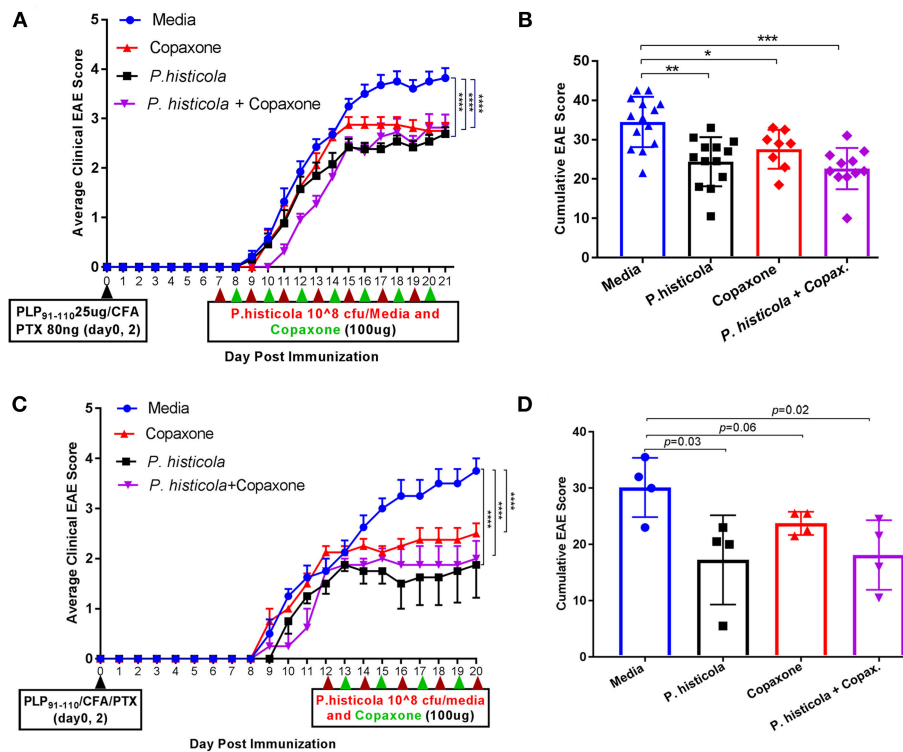 A
Media
Copaxone
P.histicola
P. histicola + Copaxone
Average Clinical EAE Score
5
4
3
2
1
0
****
****
****
0 1 2 3 4 5 6 7 8 9 10 11 12 13 14 15 16 17 18 19 20 21
PLP91-11025ug/CFA
PTX 80ng (day0, 2)
P.histicola 10^8 cfu/Media and
Copaxone (100ug)
Day Post Immunization
B
***
*
**
Cumulative EAE Score
50
40
30
20
10
0
Media
P.histicola
Copaxone
P. histicola + Copax.
C
Media
Copaxone
P. histicola
P. histicola+Copaxone
Average Clinical EAE Score
5
4
3
2
1
0
****
****
****
0 1 2 3 4 5 6 7 8 9 10 11 12 13 14 15 16 17 18 19 20
PLP91-110/CFA/PTX
(day0, 2)
P.histicola 10^8 cfu/media
and Copaxone (100ug)
Day Post Immunization
D
p=0.02
p=0.06
p=0.03
Cumulative EAE Score
40
30
20
10
0
Media
P. histicola
Copaxone
P. histicola + Copax.